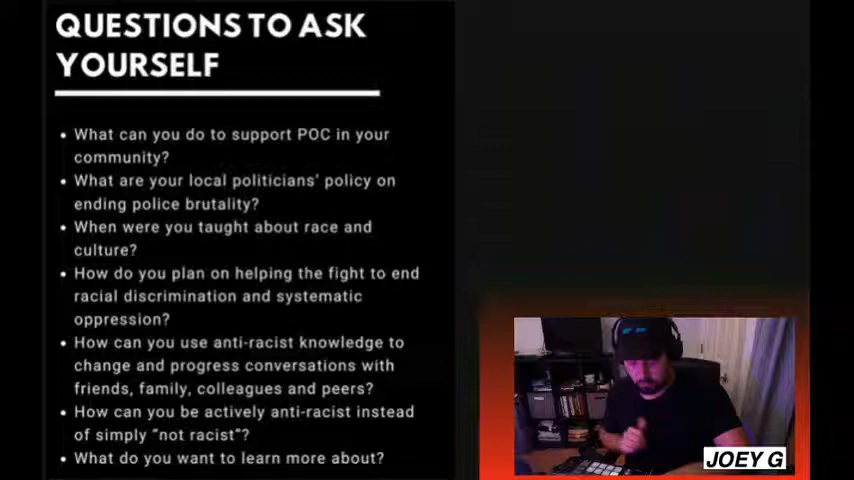 QUESTIONS TO ASK
YOURSELF
• What can you do to support POC in your
community?
• What are your local politicians' policy on
ending police brutality?
• When were you taught about race and
culture?
• How do you plan on helping the fight to end
racial discrimination and systematic
oppression?
• How can you use anti-racist knowledge to
change and progress conversations with
friends, family, colleagues and peers?
• How can you be actively anti-racist instead
of simply "not racist"?
• What do you want to learn more about?
JOEY G